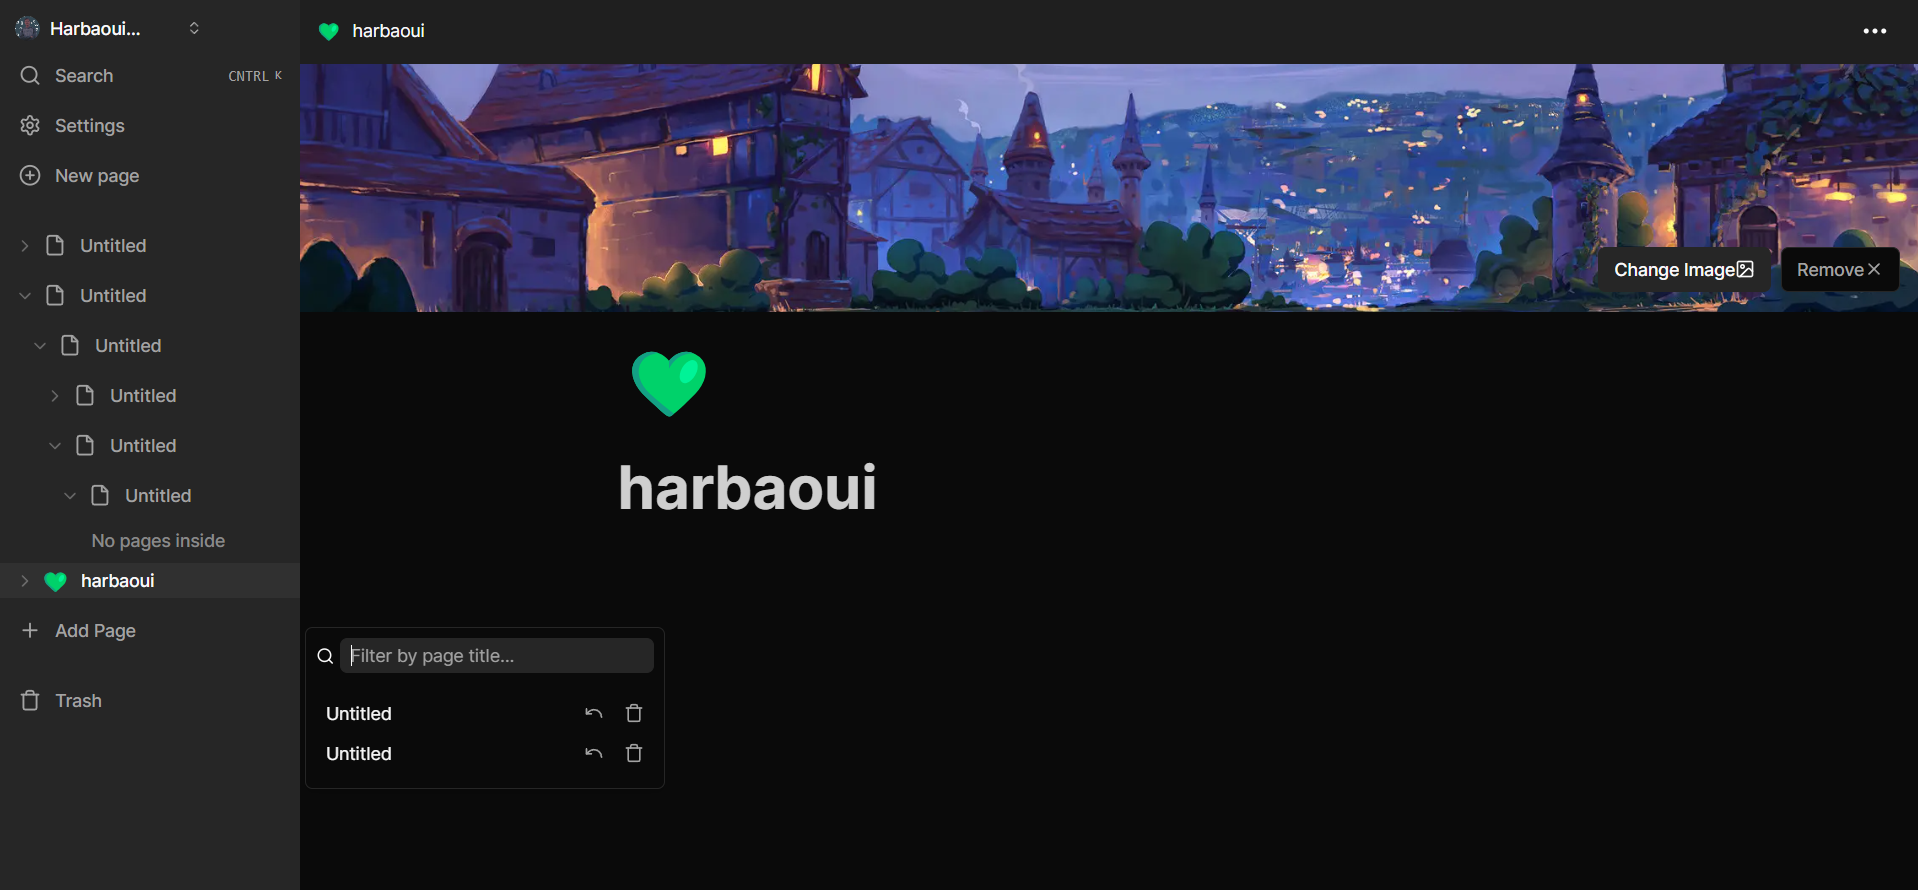 Harbaoui...
Search CNTRL K
Settings
New page
Untitled
Untitled
Untitled
Untitled
Untitled
Untitled
No pages inside
harbaoui
Add Page
Trash
harbaoui
Change Image
Remove
harbaoui
Filter by page title...
Untitled
Untitled